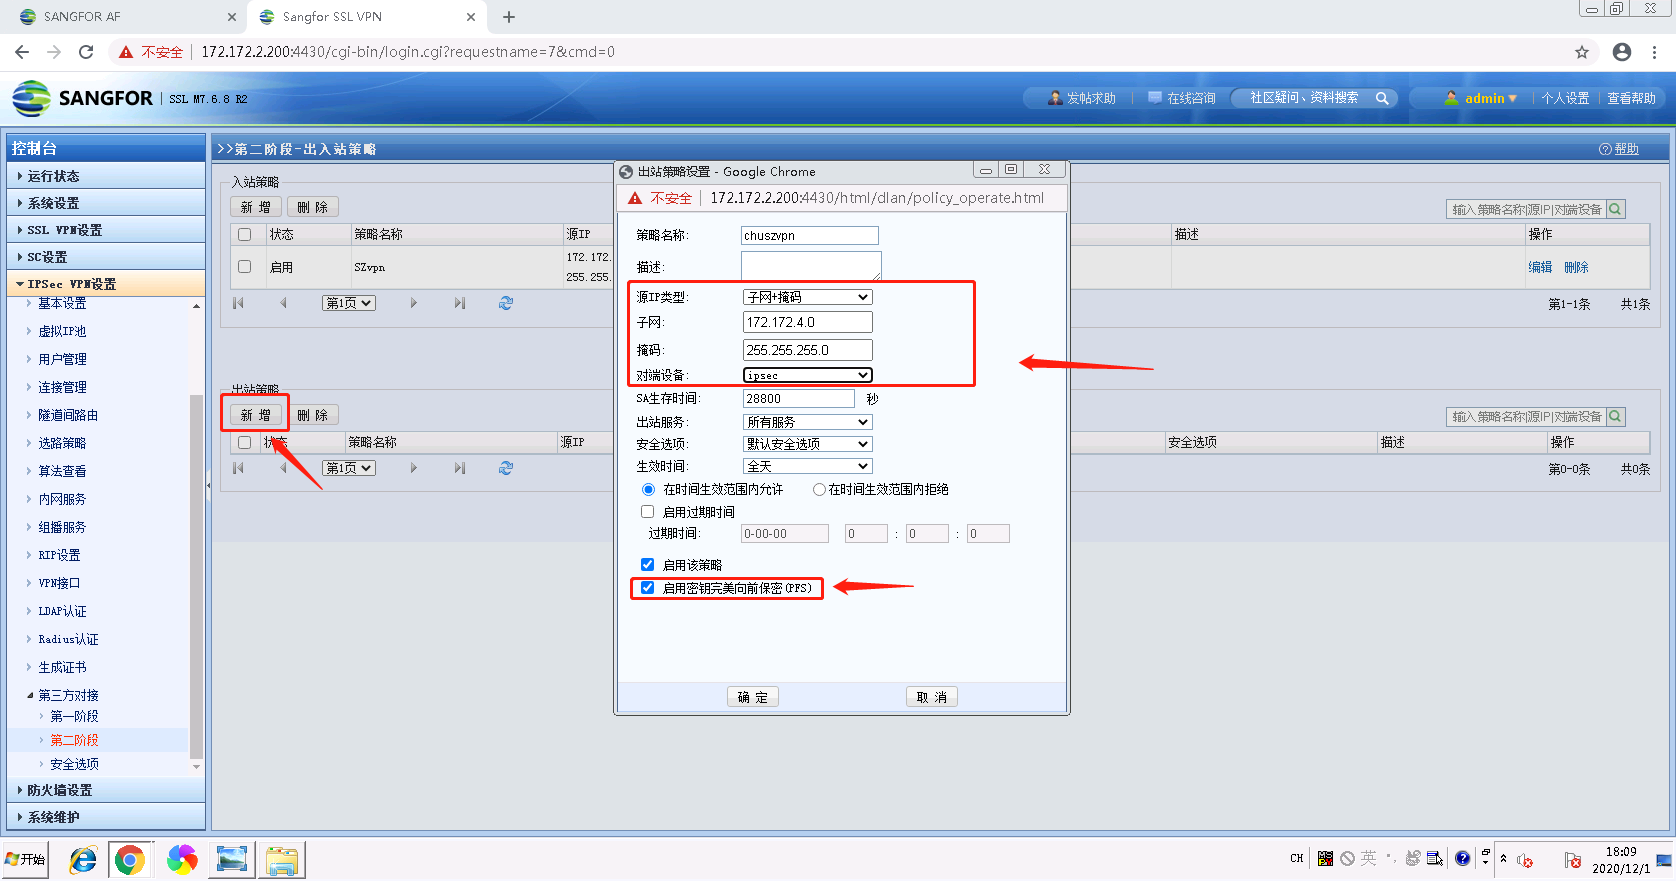 SANGFOR AF
Sangfor SSL VPN
不安全 172.172.2.200:4430/cgi-bin/login.cgi?requestname=7&cmd=0
SANGFOR SSL M7.6.8 R2
发帖求助 在线咨询 社区疑问、资料搜索 admin 个人设置 查看帮助
控制台
运行状态
系统设置
SSL VPN设置
SC设置
IPSec VPN设置
基本设置
虚拟IP池
用户管理
连接管理
隧道间路由
选路策略
算法查看
内网服务
组播服务
RIP设置
VPN接口
LDAP认证
Radius认证
生成证书
第三方对接
第一阶段
第二阶段
安全选项
防火墙设置
系统维护
>>第二阶段-出入站策略 帮助
入站策略
新 增 删 除 输入策略名称|源IP|对端设备
状态 策略名称 源IP 描述 操作
启用 SZvpn 172.172. 255.255. 编辑 删除
第1页 第1-1条 共1条
出站策略
新 增 删 除 输入策略名称|源IP|对端设备
状态 策略名称 源IP 安全选项 描述 操作
第1页 第0-0条 共0条
出站策略设置 - Google Chrome
不安全 172.172.2.200:4430/html/dlan/policy_operate.html
策略名称: chuszvpn
描述:
源IP类型: 子网+掩码
子网: 172.172.4.0
掩码: 255.255.255.0
对端设备: ipsec
SA生存时间: 28800 秒
出站服务: 所有服务
安全选项: 默认安全选项
生效时间: 全天
在时间生效范围内允许 在时间生效范围内拒绝
启用过期时间
过期时间: 0-00-00 0 : 0 : 0
启用该策略
启用密钥完美向前保密(PFS)
确 定 取 消
开始 CH 英 18:09
2020/12/1